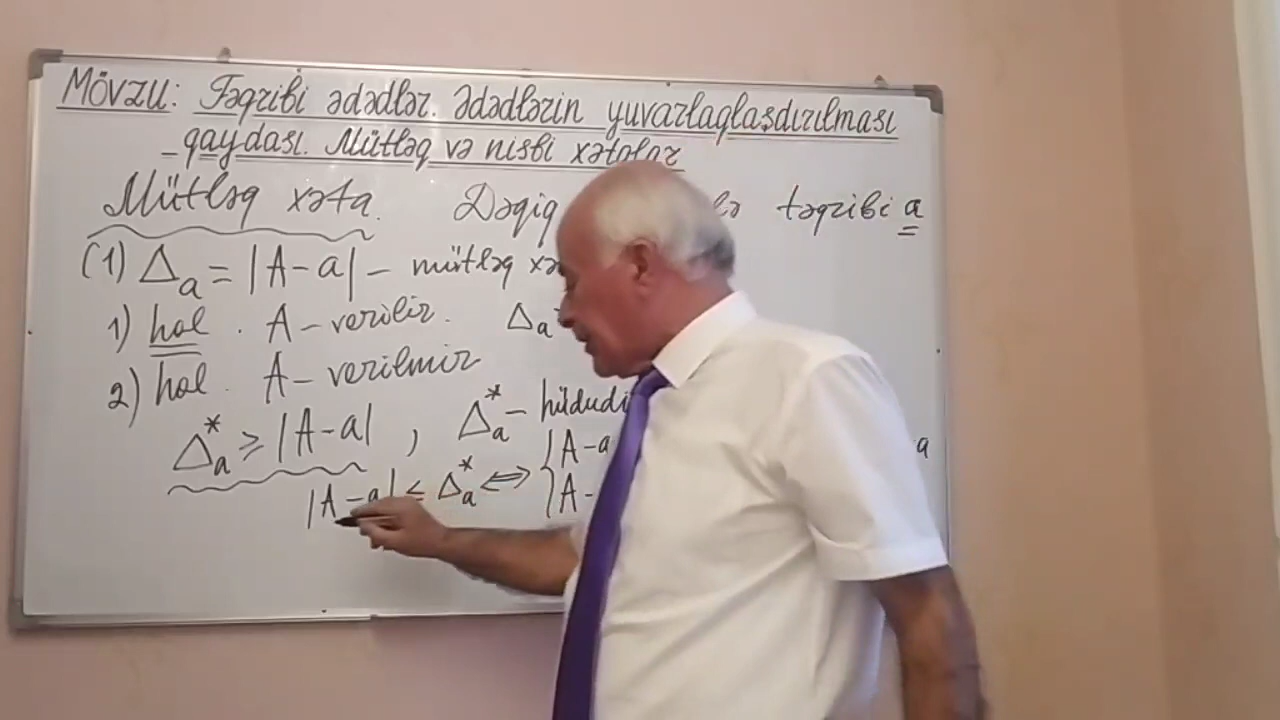 MÖVZU: Təqribi ədədlər. Ədədlərin yuvarlaqlaşdırılması
qaydası. Mütləq və nisbi xətalar
Mütləq xəta. Dəqiq təqribi a
(1) Δa = |A-a| - mütləq
1) hal. A-verilir. Δa
2) hal. A-verilmir
Δa* ≥ |A-a|, Δa* - hüdudi
|A-a| ≤ Δa* ⇔ { |A-a a
A-